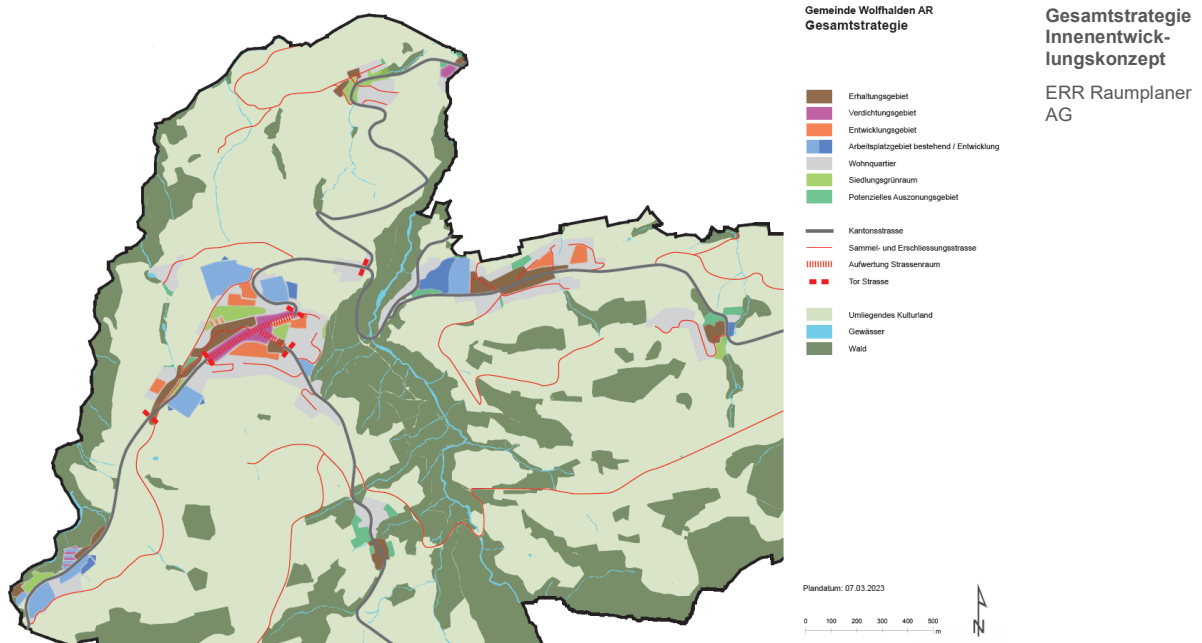 Gemeinde Wolfhalden AR
Gesamtstrategie
Erhaltungsgebiet
Verdichtungsgebiet
Entwicklungsgebiet
Arbeitsplatzgebiet bestehend / Entwicklung
Wohnquartier
Siedlungsgrünraum
Potenzielles Auszonungsgebiet
Kantonsstrasse
Sammel- und Erschliessungsstrasse
Aufwertung Strassenraum
Tor Strasse
Umliegendes Kulturland
Gewässer
Wald
Plandatum: 07.03.2023
0 100 200 300 400 500
m
N
Gesamtstrategie
Innenentwick-
lungskonzept
ERR Raumplaner
AG